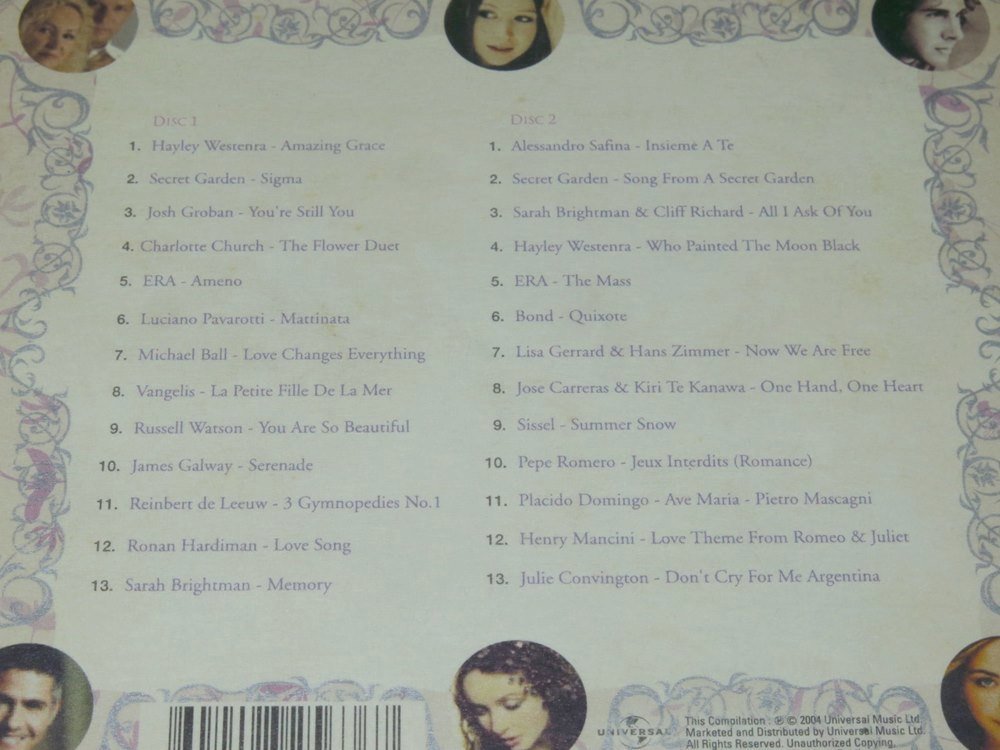 Disc 1
1. Hayley Westenra - Amazing Grace
2. Secret Garden - Sigma
3. Josh Groban - You're Still You
4. Charlotte Church - The Flower Duet
5. ERA - Ameno
6. Luciano Pavarotti - Mattinata
7. Michael Ball - Love Changes Everything
8. Vangelis - La Petite Fille De La Mer
9. Russell Watson - You Are So Beautiful
10. James Galway - Serenade
11. Reinbert de Leeuw - 3 Gymnopedies No.1
12. Ronan Hardiman - Love Song
13. Sarah Brightman - Memory
Disc 2
1. Alessandro Safina - Insieme A Te
2. Secret Garden - Song From A Secret Garden
3. Sarah Brightman & Cliff Richard - All I Ask Of You
4. Hayley Westenra - Who Painted The Moon Black
5. ERA - The Mass
6. Bond - Quixote
7. Lisa Gerrard & Hans Zimmer - Now We Are Free
8. Jose Carreras & Kiri Te Kanawa - One Hand, One Heart
9. Sissel - Summer Snow
10. Pepe Romero - Jeux Interdits (Romance)
11. Placido Domingo - Ave Maria - Pietro Mascagni
12. Henry Mancini - Love Theme From Romeo & Juliet
13. Julie Convington - Don't Cry For Me Argentina
UNIVERSAL
This Compilation : ℗ © 2004 Universal Music Ltd.
Marketed and Distributed by Universal Music Ltd.
All Rights Reserved. Unauthorized Copying,